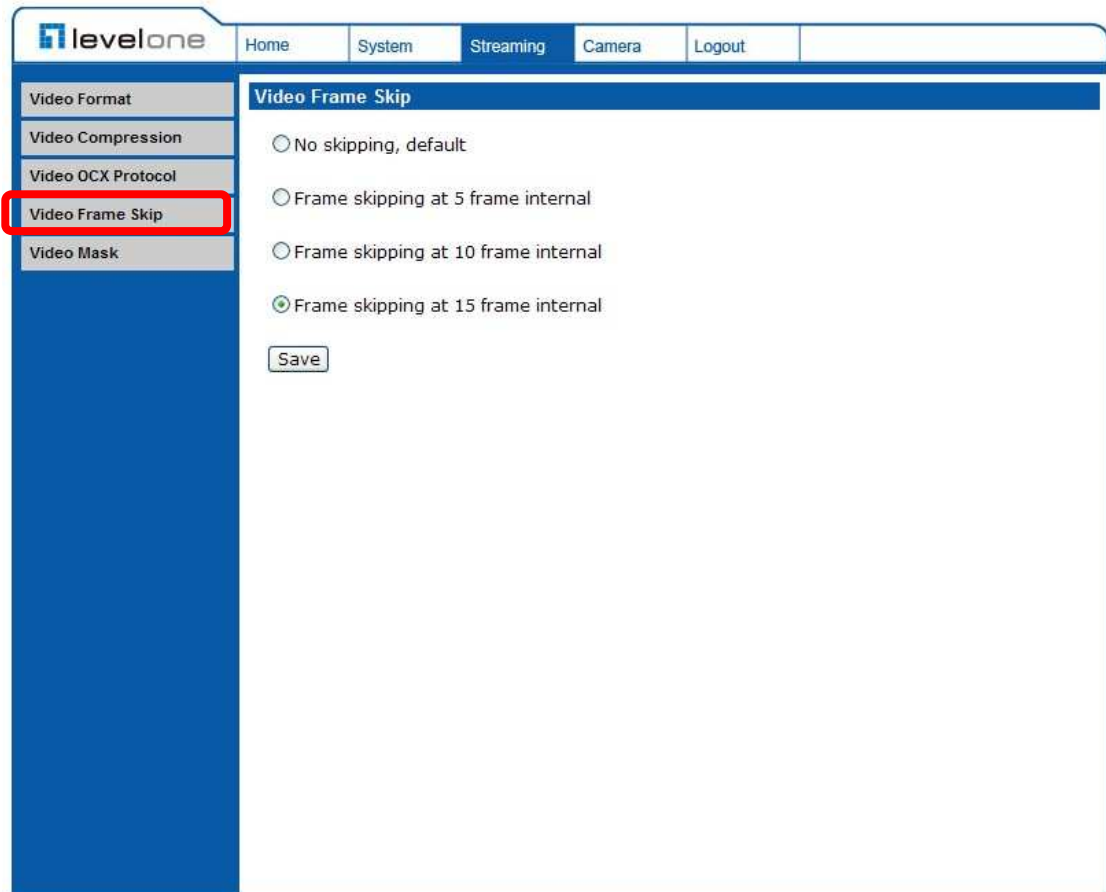 levelone
Home System Streaming Camera Logout
Video Format
Video Compression
Video OCX Protocol
Video Frame Skip
Video Mask
Video Frame Skip
No skipping, default
Frame skipping at 5 frame internal
Frame skipping at 10 frame internal
Frame skipping at 15 frame internal
Save